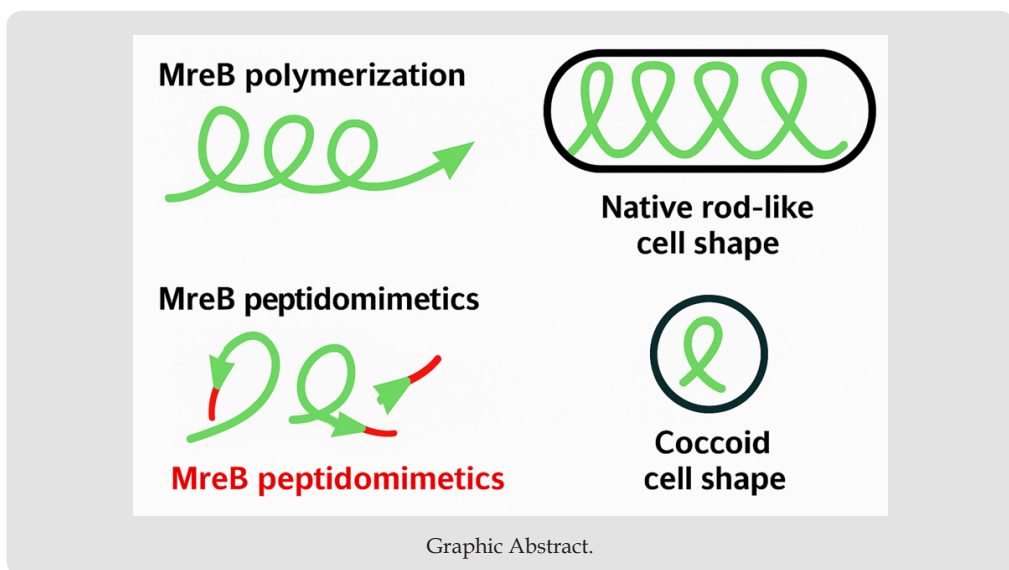 MreB polymerization
Native rod-like
cell shape
MreB peptidomimetics
MreB peptidomimetics
Coccoid
cell shape
Graphic Abstract.